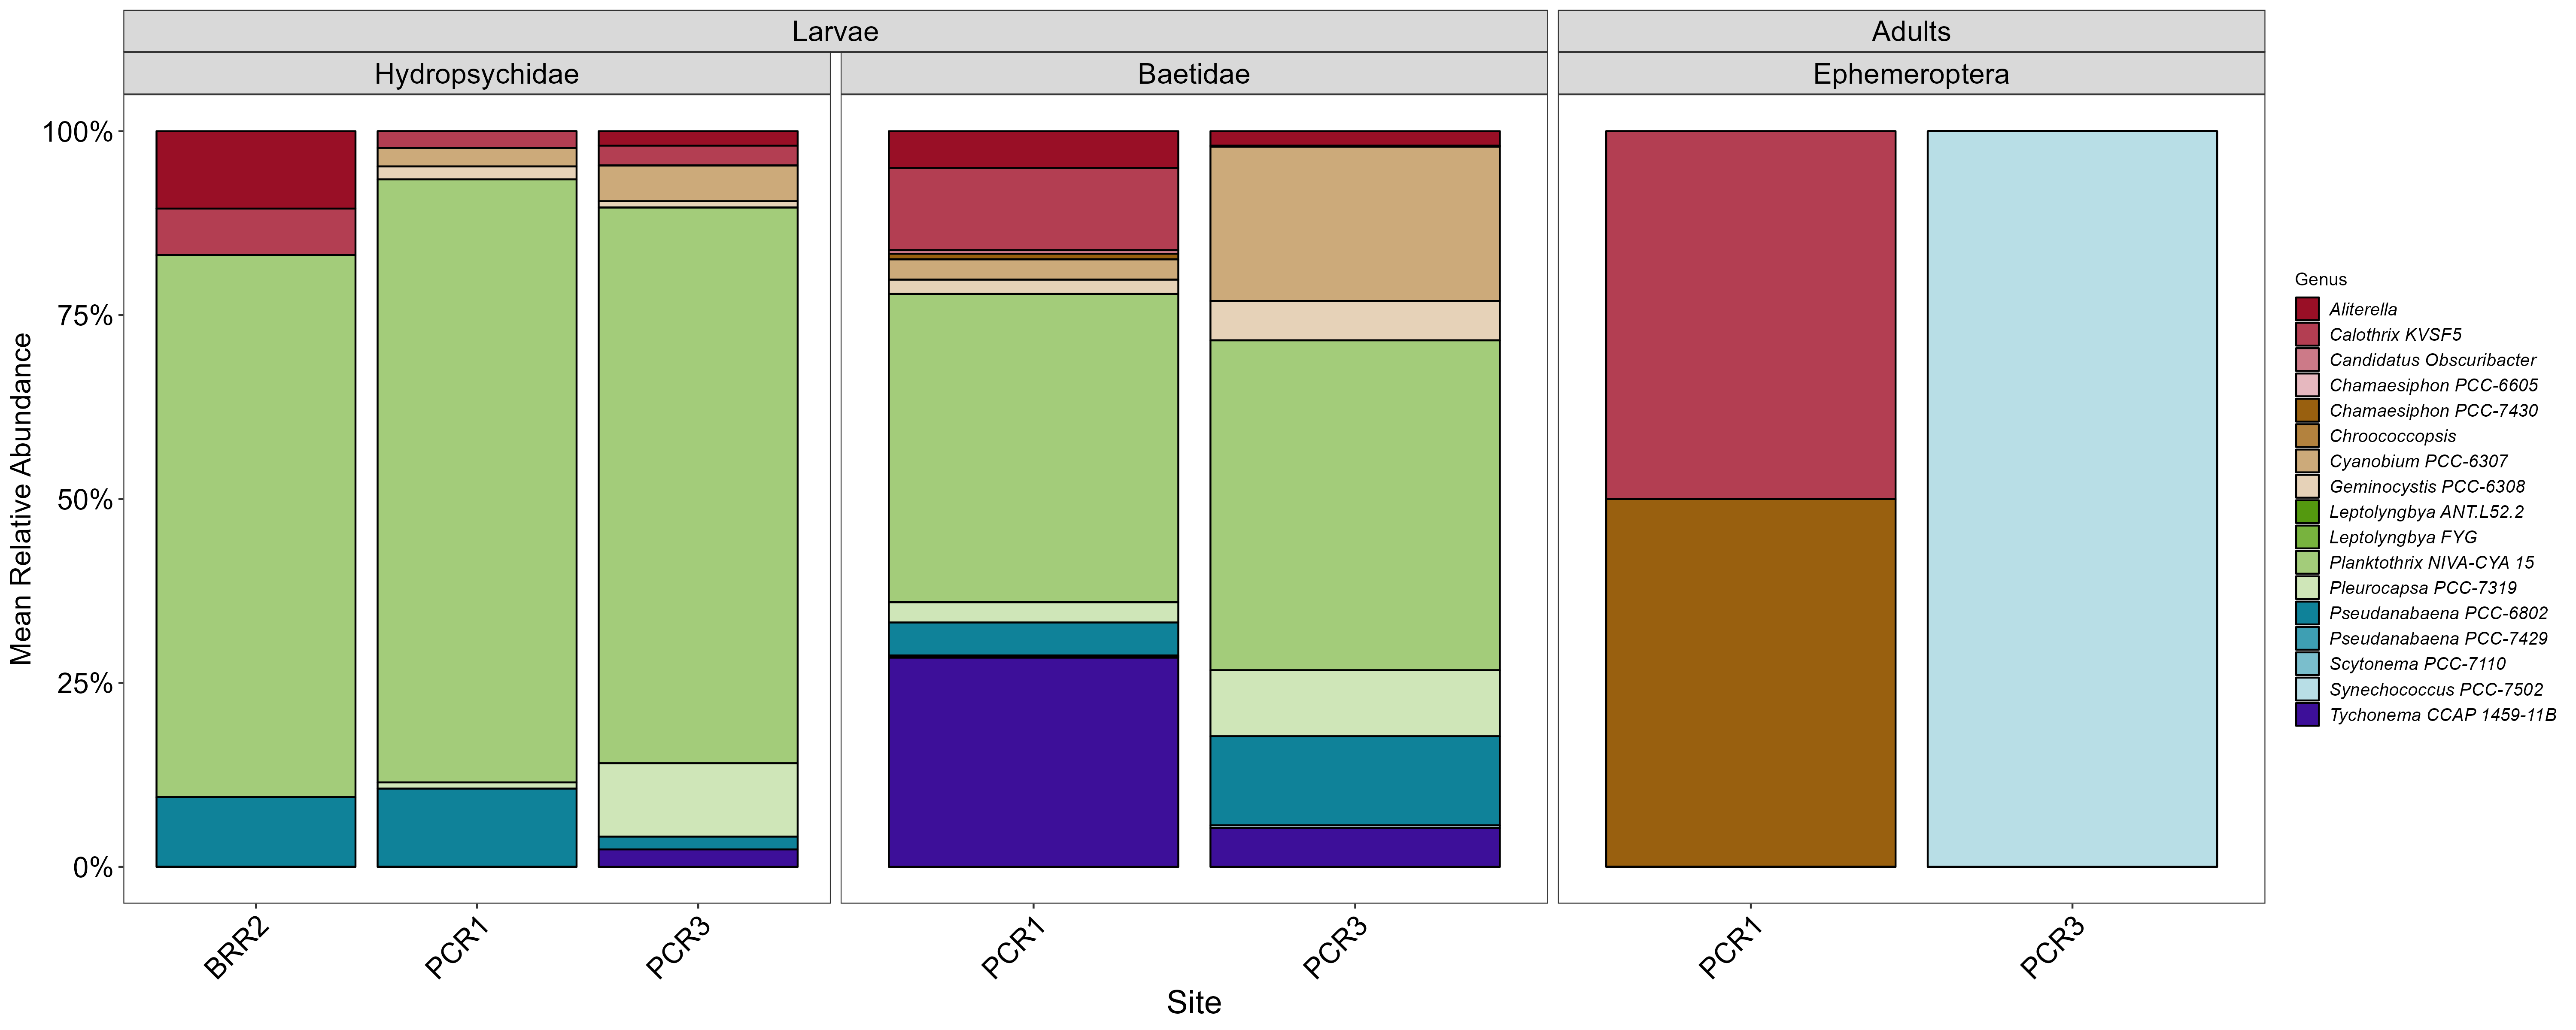 Larvae
Adults
Hydropsychidae
Baetidae
Ephemeroptera
Mean Relative Abundance
100%
75%
50%
25%
0%
BRR2
PCR1
PCR3
PCR1
PCR3
PCR1
PCR3
Site
Genus
Aliterella
Calothrix KVSF5
Candidatus Obscuribacter
Chamaesiphon PCC-6605
Chamaesiphon PCC-7430
Chroococcopsis
Cyanobium PCC-6307
Geminocystis PCC-6308
Leptolyngbya ANT.L52.2
Leptolyngbya FYG
Planktothrix NIVA-CYA 15
Pleurocapsa PCC-7319
Pseudanabaena PCC-6802
Pseudanabaena PCC-7429
Scytonema PCC-7110
Synechococcus PCC-7502
Tychonema CCAP 1459-11B